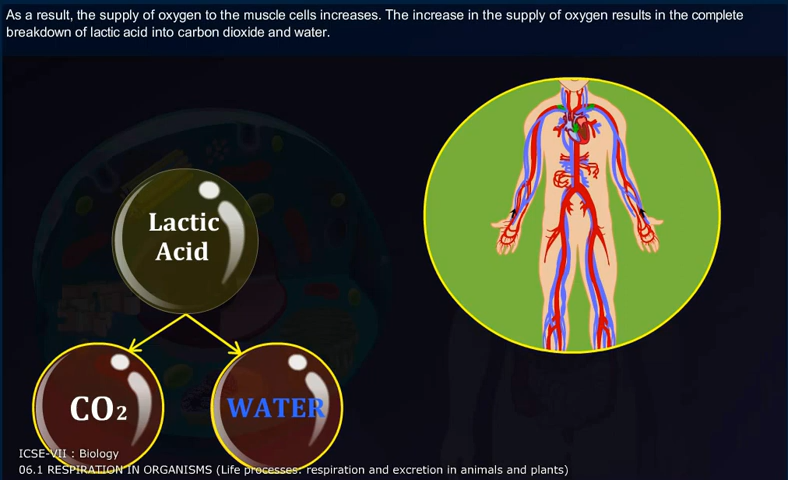 As a result, the supply of oxygen to the muscle cells increases. The increase in the supply of oxygen results in the complete
breakdown of lactic acid into carbon dioxide and water.
Lactic
Acid
CO₂
WATER
ICSE-VII : Biology
06.1 RESPIRATION IN ORGANISMS (Life processes: respiration and excretion in animals and plants)